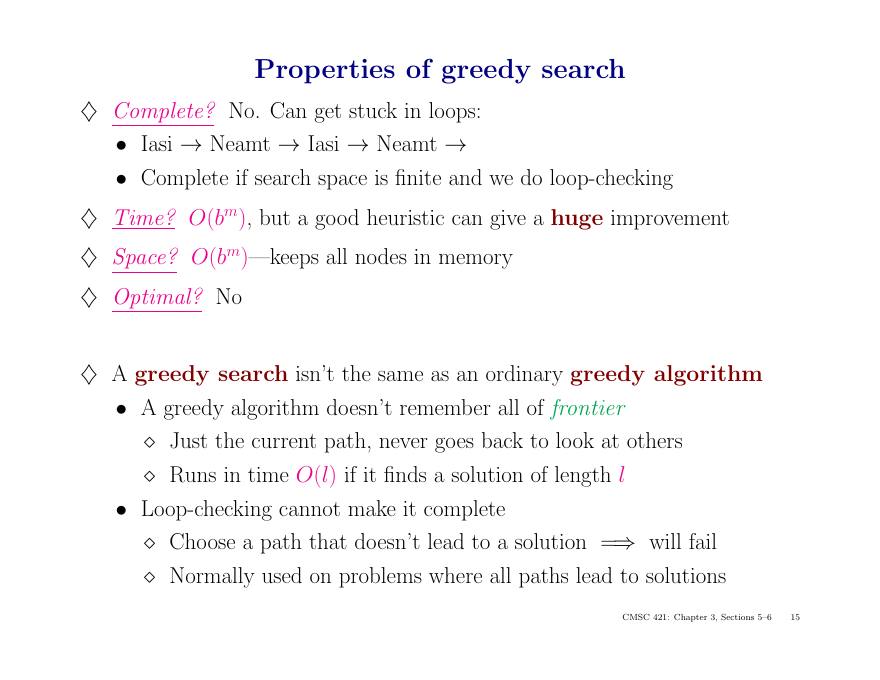 Properties of greedy search
♢ Complete? No. Can get stuck in loops:
• Iasi → Neamt → Iasi → Neamt →
• Complete if search space is finite and we do loop-checking
♢ Time? O(b^m), but a good heuristic can give a huge improvement
♢ Space? O(b^m)—keeps all nodes in memory
♢ Optimal? No
♢ A greedy search isn't the same as an ordinary greedy algorithm
• A greedy algorithm doesn't remember all of frontier
⋄ Just the current path, never goes back to look at others
⋄ Runs in time O(l) if it finds a solution of length l
• Loop-checking cannot make it complete
⋄ Choose a path that doesn't lead to a solution ⟹ will fail
⋄ Normally used on problems where all paths lead to solutions
CMSC 421: Chapter 3, Sections 5–6 15